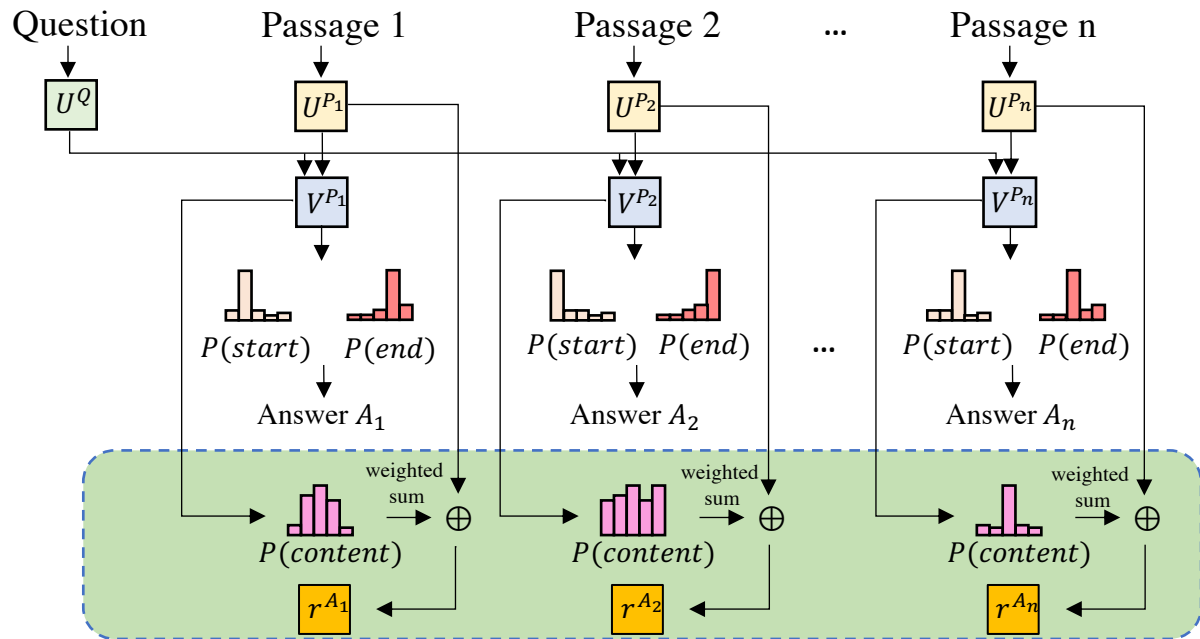 Question Passage 1 Passage 2 ... Passage n
U^Q U^{P_1} U^{P_2} U^{P_n}
V^{P_1} V^{P_2} V^{P_n}
P(start) P(end) P(start) P(end) ... P(start) P(end)
Answer A_1 Answer A_2 Answer A_n
weighted sum weighted sum weighted sum
P(content) P(content) P(content)
r^{A_1} r^{A_2} r^{A_n}